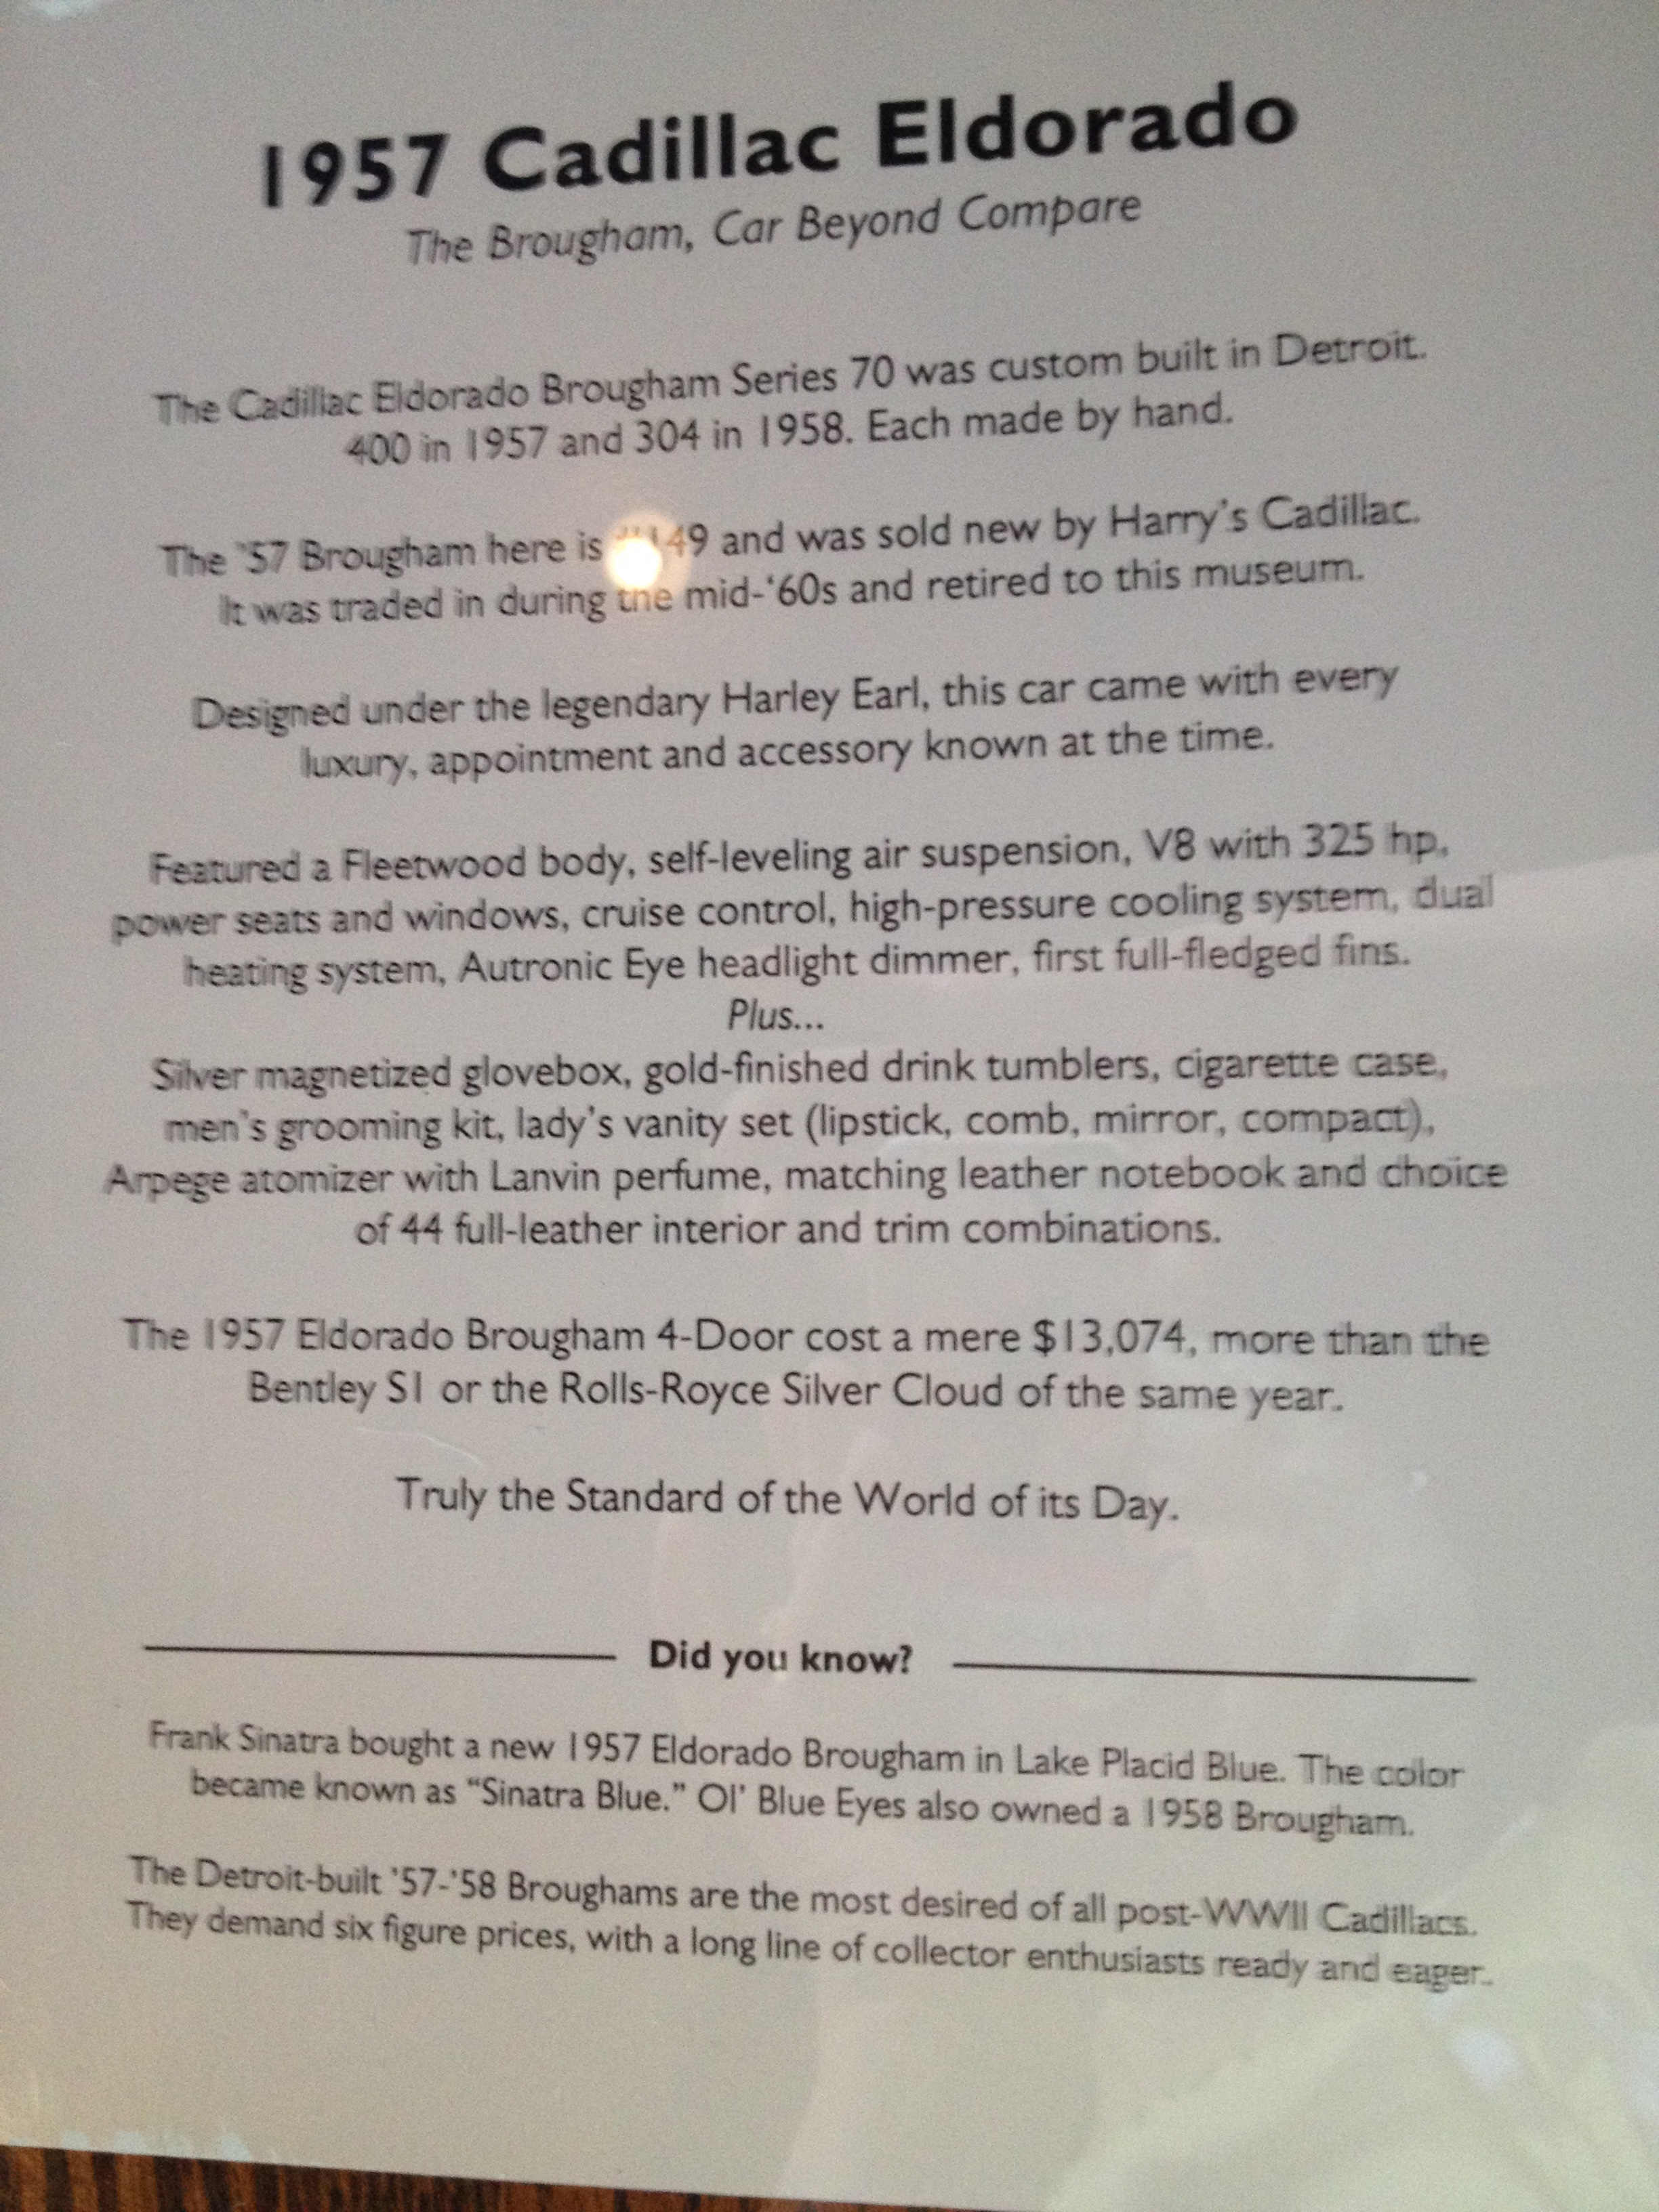 1957 Cadillac Eldorado
The Brougham, Car Beyond Compare
The Cadillac Eldorado Brougham Series 70 was custom built in Detroit.
400 in 1957 and 304 in 1958. Each made by hand.
The '57 Brougham here is and was sold new by Harry's Cadillac.
It was traded in during the mid-'60s and retired to this museum.
Designed under the legendary Harley Earl, this car came with every
luxury, appointment and accessory known at the time.
Featured a Fleetwood body, self-leveling air suspension, V8 with 325 hp,
power seats and windows, cruise control, high-pressure cooling system, dual
heating system, Autronic Eye headlight dimmer, first full-fledged fins.
Plus...
Silver magnetized glovebox, gold-finished drink tumblers, cigarette case,
men's grooming kit, lady's vanity set (lipstick, comb, mirror, compact),
Arpege atomizer with Lanvin perfume, matching leather notebook and choice
of 44 full-leather interior and trim combinations.
The 1957 Eldorado Brougham 4-Door cost a mere $13,074, more than the
Bentley S1 or the Rolls-Royce Silver Cloud of the same year.
Truly the Standard of the World of its Day.
Did you know?
Frank Sinatra bought a new 1957 Eldorado Brougham in Lake Placid Blue. The color
became known as "Sinatra Blue." Ol' Blue Eyes also owned a 1958 Brougham.
The Detroit-built '57-'58 Broughams are the most desired of all post-WWII Cadillacs.
They demand six figure prices, with a long line of collector enthusiasts ready and eager.